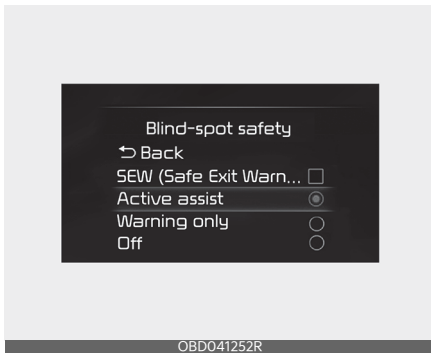 Blind-spot safety
Back
SEW (Safe Exit Warn...
Active assist
Warning only
Off
OBD041252R